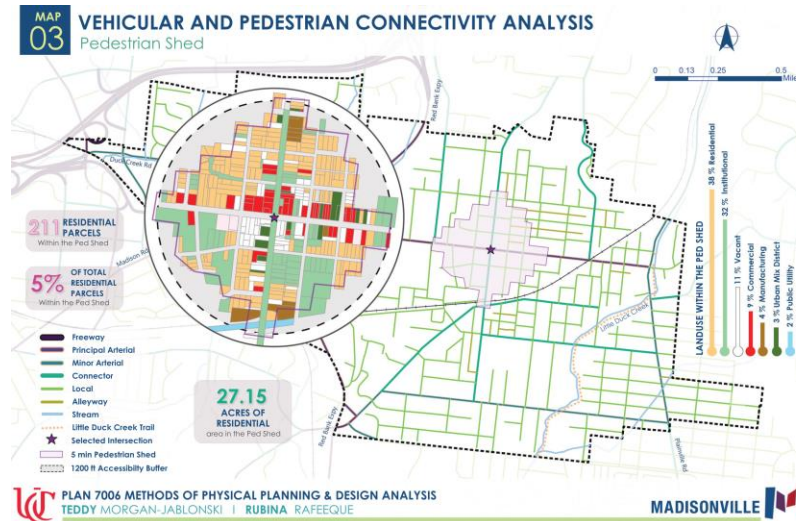 MAP
03
VEHICULAR AND PEDESTRIAN CONNECTIVITY ANALYSIS
Pedestrian Shed
0 0.13 0.25 0.5
Mile
Red Bank Expy
Duck Creek Rd
Madison Rd
211 RESIDENTIAL
PARCELS
Within the Ped Shed
5% OF TOTAL
RESIDENTIAL
PARCELS
Within the Ped Shed
Little Duck Creek
Red Bank Expy
Plainville Rd
LANDUSE WITHIN THE PED SHED
38 % Residential
32 % Institutional
11 % Vacant
9 % Commercial
4 % Manufacturing
3 % Urban Mix District
2 % Public Utility
Freeway
Principal Arterial
Minor Arterial
Connector
Local
Alleyway
Stream
Little Duck Creek Trail
Selected Intersection
5 min Pedestrian Shed
1200 ft Accessibilty Buffer
27.15
ACRES OF
RESIDENTIAL
area in the Ped Shed
UC
PLAN 7006 METHODS OF PHYSICAL PLANNING & DESIGN ANALYSIS
TEDDY MORGAN-JABLONSKI | RUBINA RAFEEQUE
MADISONVILLE